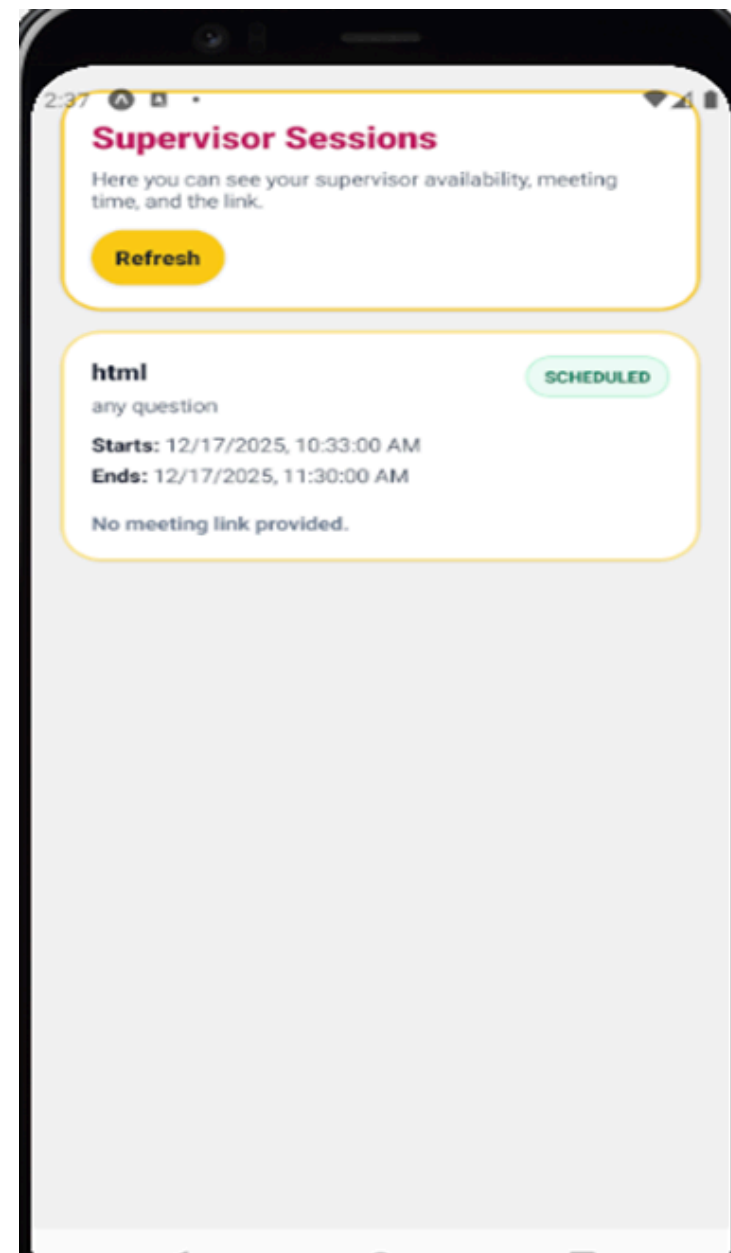 2:37
Supervisor Sessions
Here you can see your supervisor availability, meeting
time, and the link.
Refresh
html
SCHEDULED
any question
Starts: 12/17/2025, 10:33:00 AM
Ends: 12/17/2025, 11:30:00 AM
No meeting link provided.